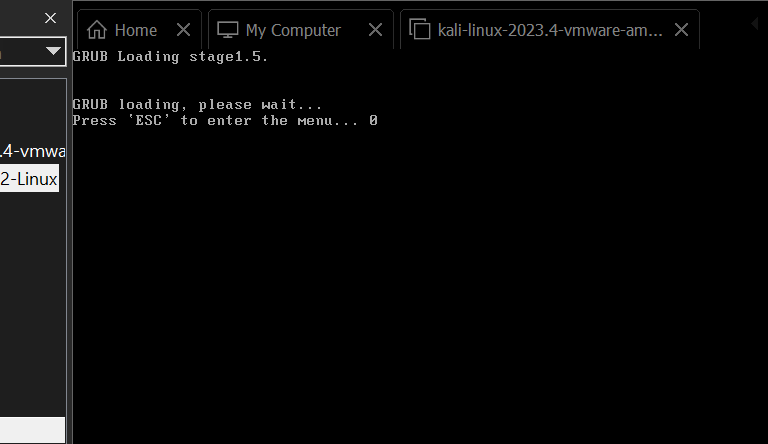 Home
My Computer
kali-linux-2023.4-vmware-am...
GRUB Loading stage1.5.
GRUB loading, please wait...
Press 'ESC' to enter the menu... 0
.4-vmwa
2-Linux